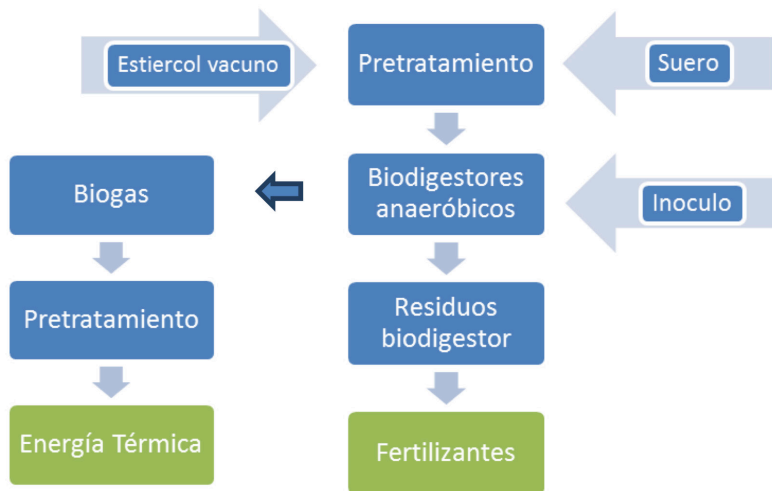 Estiercol vacuno
Pretratamiento
Suero
Biogas
Biodigestores
anaeróbicos
Inoculo
Pretratamiento
Residuos
biodigestor
Energía Térmica
Fertilizantes